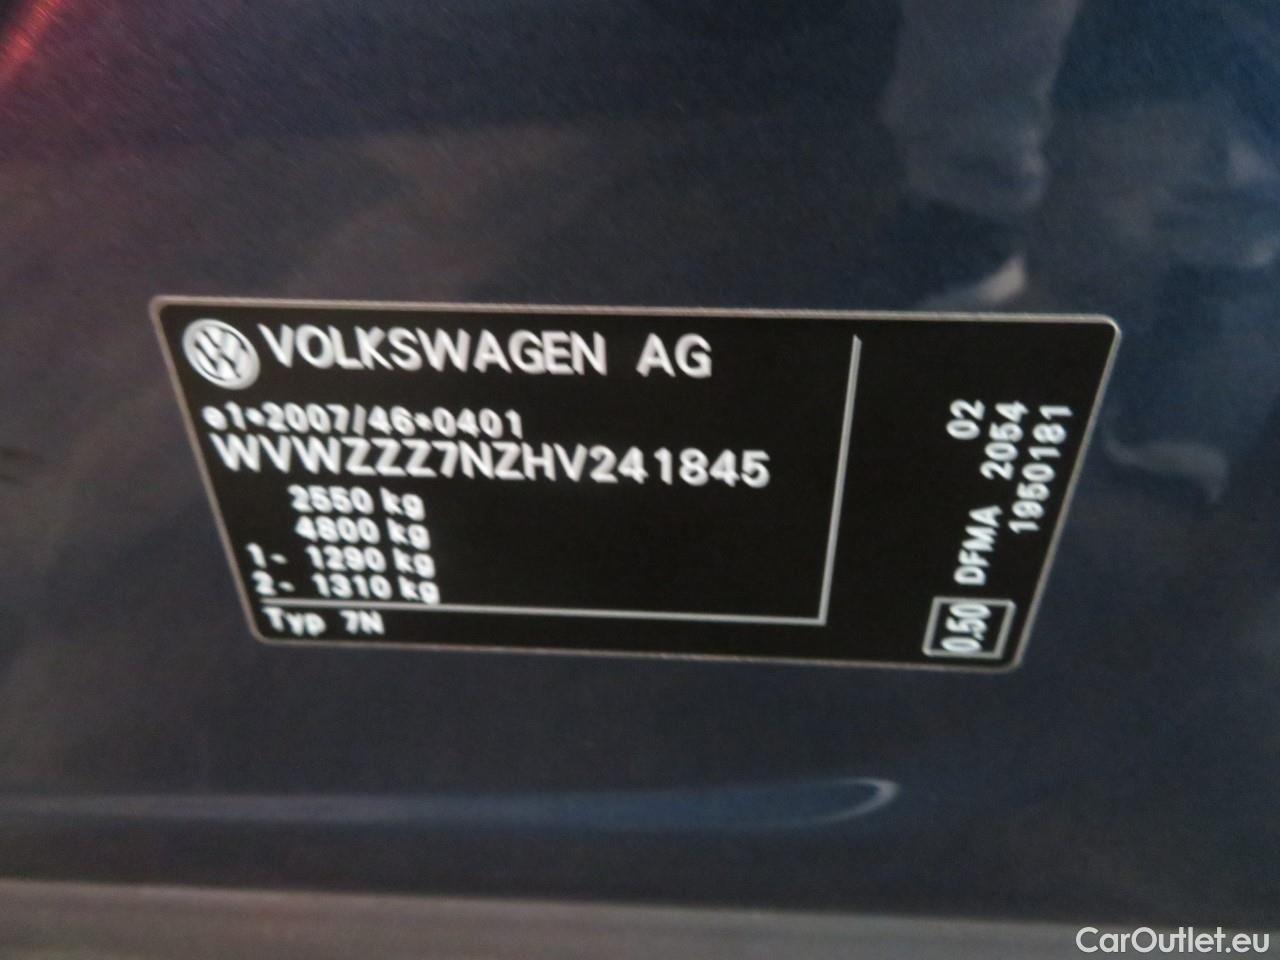 VOLKSWAGEN AG
e1*2007/46*0401
WVWZZZ7NZHV241845
2550 kg
4800 kg
1- 1290 kg
2- 1310 kg
Typ 7N
02
DFMA 2054
1950181
0.50
CarOutlet.eu